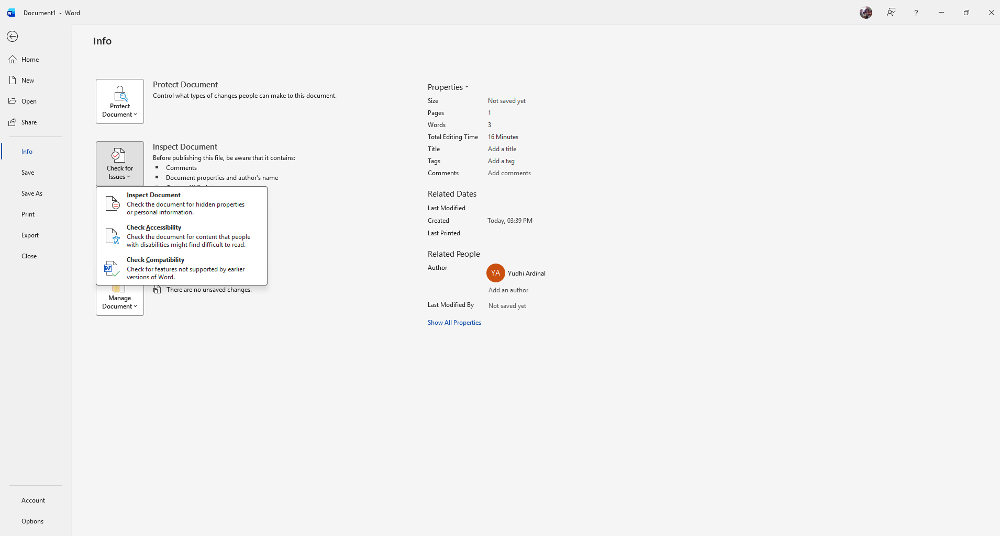 Document1 - Word
?
Info
Home
New
Open
Share
Info
Save
Save As
Print
Export
Close
Account
Options
Protect
Document
Protect Document
Control what types of changes people can make to this document.
Check for
Issues
Inspect Document
Before publishing this file, be aware that it contains:
Comments
Document properties and author's name
Inspect Document
Check the document for hidden properties
or personal information.
Check Accessibility
Check the document for content that people
with disabilities might find difficult to read.
Check Compatibility
Check for features not supported by earlier
versions of Word.
Manage
Document
There are no unsaved changes.
Properties
Size Not saved yet
Pages 1
Words 3
Total Editing Time 16 Minutes
Title Add a title
Tags Add a tag
Comments Add comments
Related Dates
Last Modified
Created Today, 03:39 PM
Last Printed
Related People
Author
YA Yudhi Ardinal
Add an author
Last Modified By Not saved yet
Show All Properties